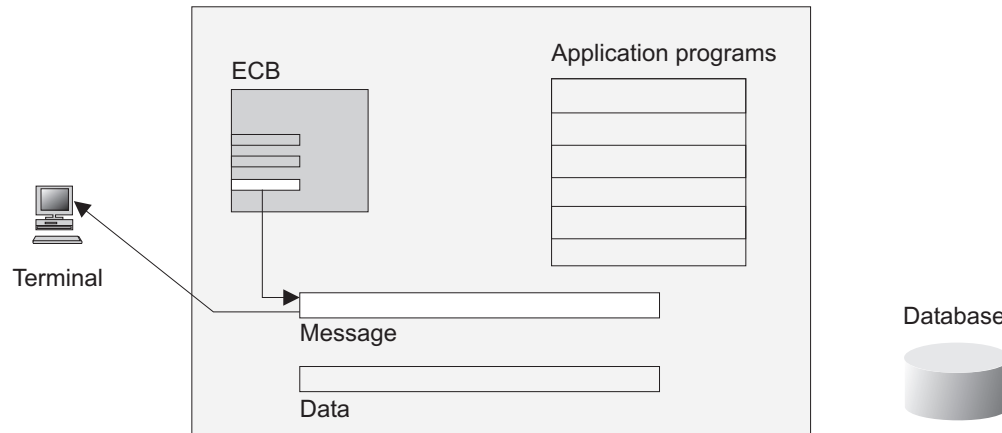 ECB
Application programs
Terminal
Message
Data
Database